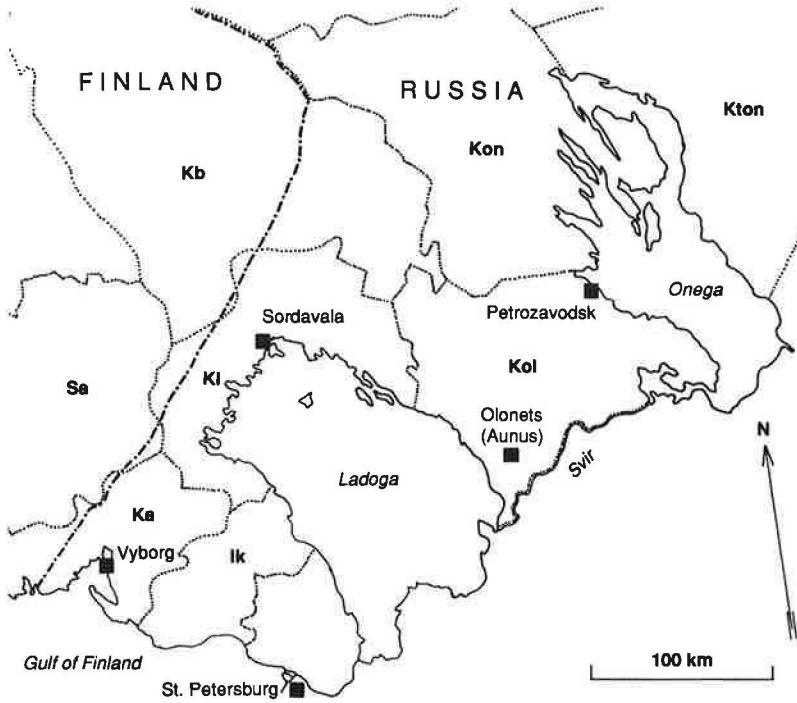 FINLAND
RUSSIA
Kton
Kon
Kb
Onega
Sordavala
Petrozavodsk
Sa
Kl
Kol
Olonets
(Aunus)
N
Svir
Ladoga
Ka
Vyborg
Ik
Gulf of Finland
100 km
St. Petersburg